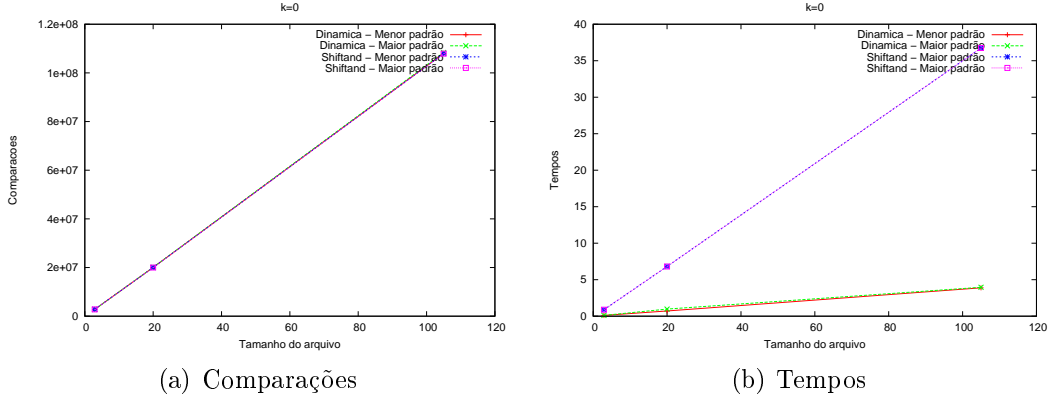 k=0
1.2e+08
1e+08
8e+07
6e+07
4e+07
2e+07
0
Comparacoes
Dinamica – Menor padrão
Dinamica – Maior padrão
Shiftand – Menor padrão
Shiftand – Maior padrão
0 20 40 60 80 100 120
Tamanho do arquivo
(a) Comparações
k=0
40
35
30
25
20
15
10
5
0
Tempos
Dinamica – Menor padrão
Dinamica – Maior padrão
Shiftand – Menor padrão
Shiftand – Maior padrão
0 20 40 60 80 100 120
Tamanho do arquivo
(b) Tempos